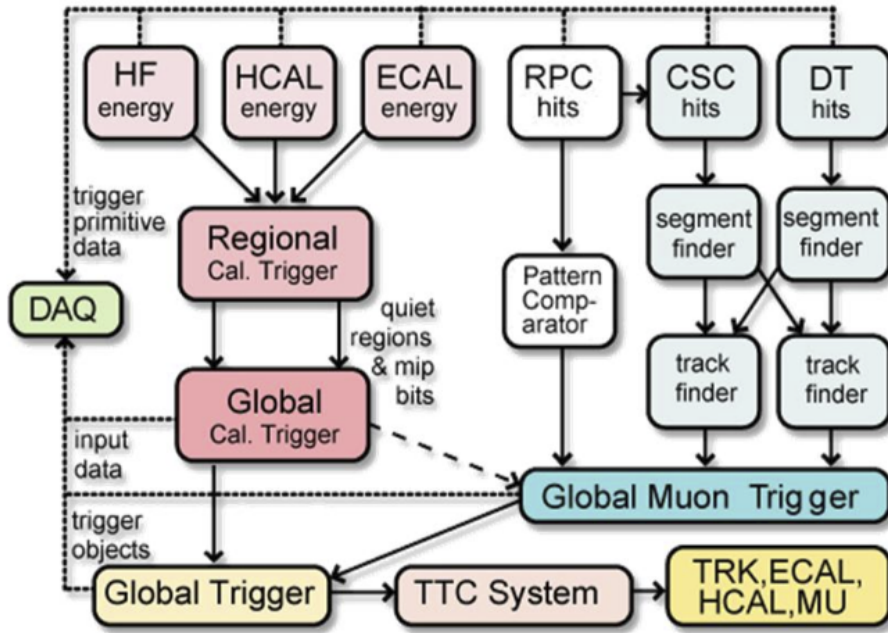 HF
energy
HCAL
energy
ECAL
energy
RPC
hits
CSC
hits
DT
hits
trigger
primitive
data
Regional
Cal. Trigger
segment
finder
segment
finder
DAQ
Pattern
Comp-
arator
quiet
regions
& mip
bits
track
finder
track
finder
Global
Cal. Trigger
input
data
Global Muon Trigger
trigger
objects
Global Trigger
TTC System
TRK,ECAL,
HCAL,MU